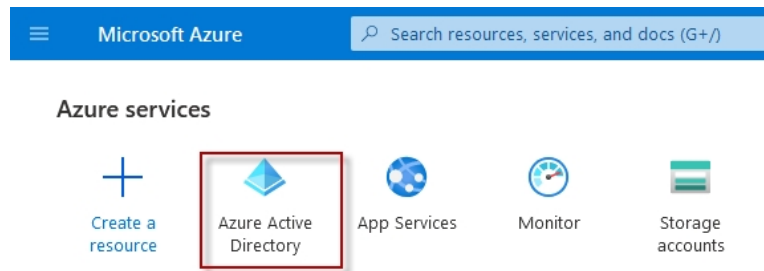 Microsoft Azure
Search resources, services, and docs (G+/)
Azure services
Create a
resource
Azure Active
Directory
App Services
Monitor
Storage
accounts